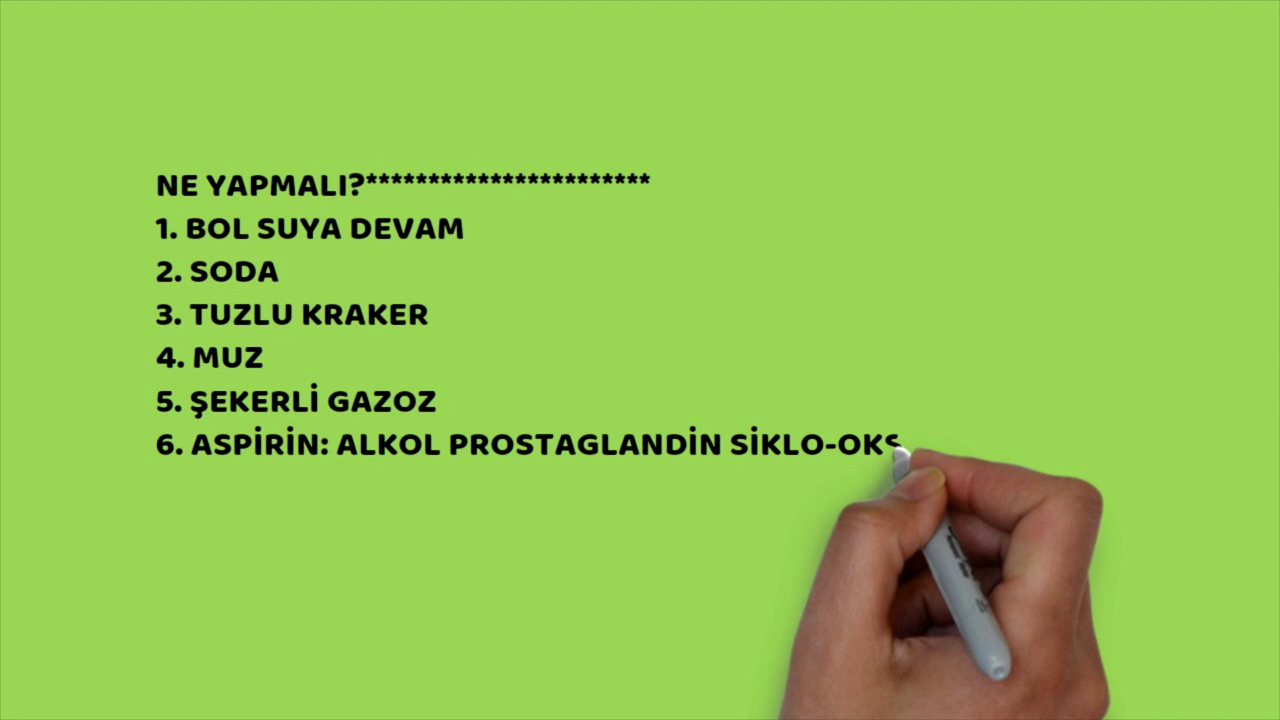 NE YAPMALI?***********************
1. BOL SUYA DEVAM
2. SODA
3. TUZLU KRAKER
4. MUZ
5. ŞEKERLİ GAZOZ
6. ASPİRİN: ALKOL PROSTAGLANDİN SİKLO-OKS